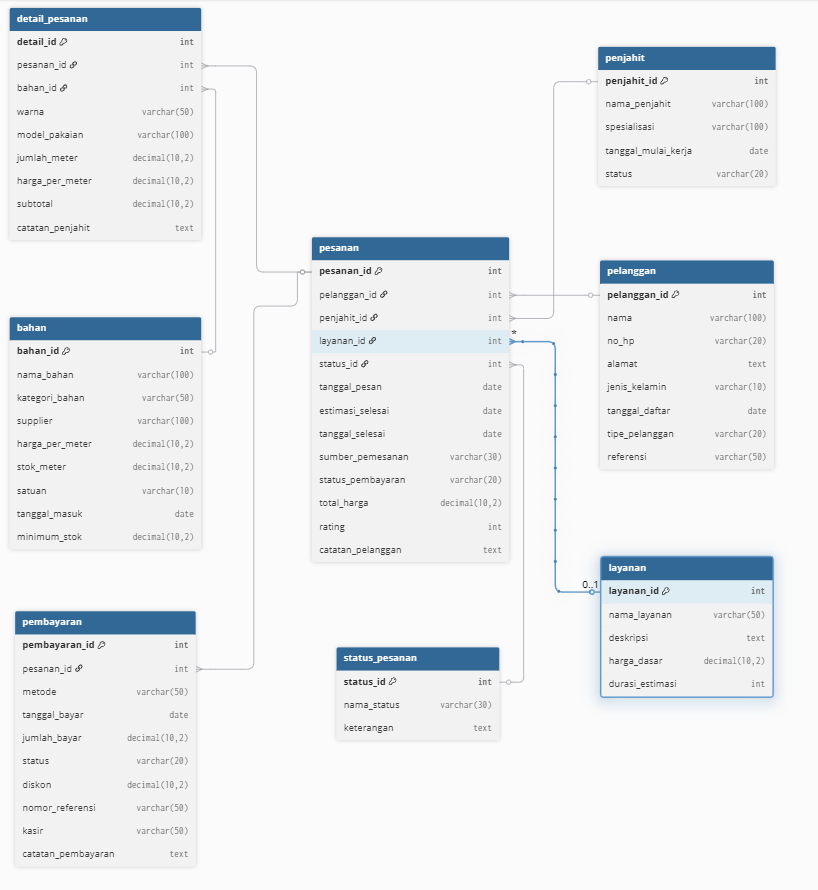 detail_pesanan
detail_id int
pesanan_id int
bahan_id int
warna varchar(50)
model_pakaian varchar(100)
jumlah_meter decimal(10,2)
harga_per_meter decimal(10,2)
subtotal decimal(10,2)
catatan_penjahit text
penjahit
penjahit_id int
nama_penjahit varchar(100)
spesialisasi varchar(100)
tanggal_mulai_kerja date
status varchar(20)
pesanan
pesanan_id int
pelanggan_id int
penjahit_id int
layanan_id int
status_id int
tanggal_pesan date
estimasi_selesai date
tanggal_selesai date
sumber_pemesanan varchar(30)
status_pembayaran varchar(20)
total_harga decimal(10,2)
rating int
catatan_pelanggan text
*
0..1
pelanggan
pelanggan_id int
nama varchar(100)
no_hp varchar(20)
alamat text
jenis_kelamin varchar(10)
tanggal_daftar date
tipe_pelanggan varchar(20)
referensi varchar(50)
bahan
bahan_id int
nama_bahan varchar(100)
kategori_bahan varchar(50)
supplier varchar(100)
harga_per_meter decimal(10,2)
stok_meter decimal(10,2)
satuan varchar(10)
tanggal_masuk date
minimum_stok decimal(10,2)
layanan
layanan_id int
nama_layanan varchar(50)
deskripsi text
harga_dasar decimal(10,2)
durasi_estimasi int
pembayaran
pembayaran_id int
pesanan_id int
metode varchar(50)
tanggal_bayar date
jumlah_bayar decimal(10,2)
status varchar(20)
diskon decimal(10,2)
nomor_referensi varchar(50)
kasir varchar(50)
catatan_pembayaran text
status_pesanan
status_id int
nama_status varchar(30)
keterangan text